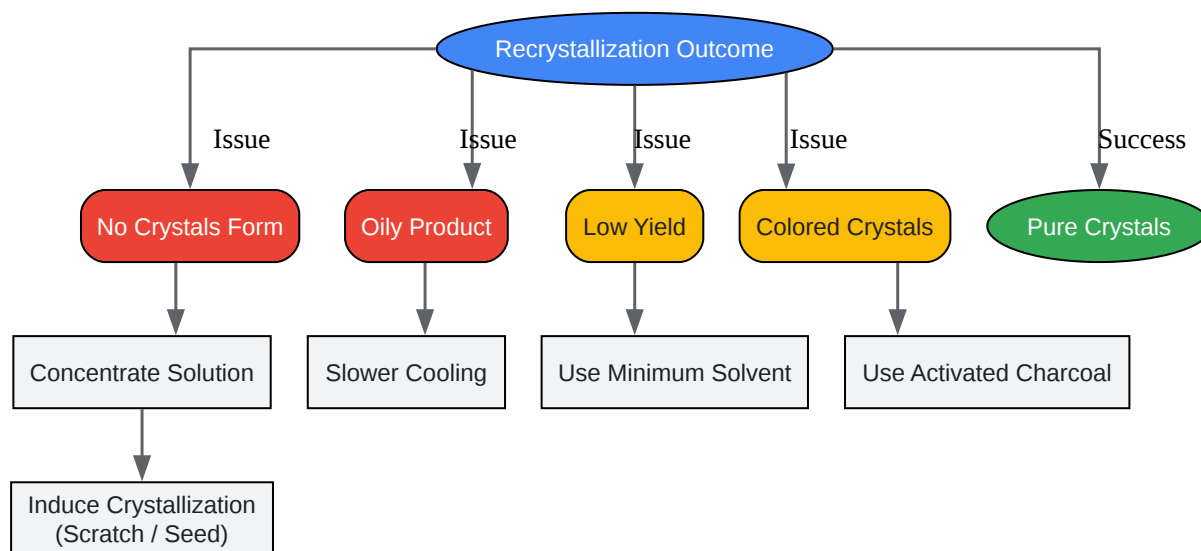 Recrystallization Outcome
Issue
Issue
Issue
Issue
Success
No Crystals Form
Oily Product
Low Yield
Colored Crystals
Pure Crystals
Concentrate Solution
Slower Cooling
Use Minimum Solvent
Use Activated Charcoal
Induce Crystallization
(Scratch / Seed)